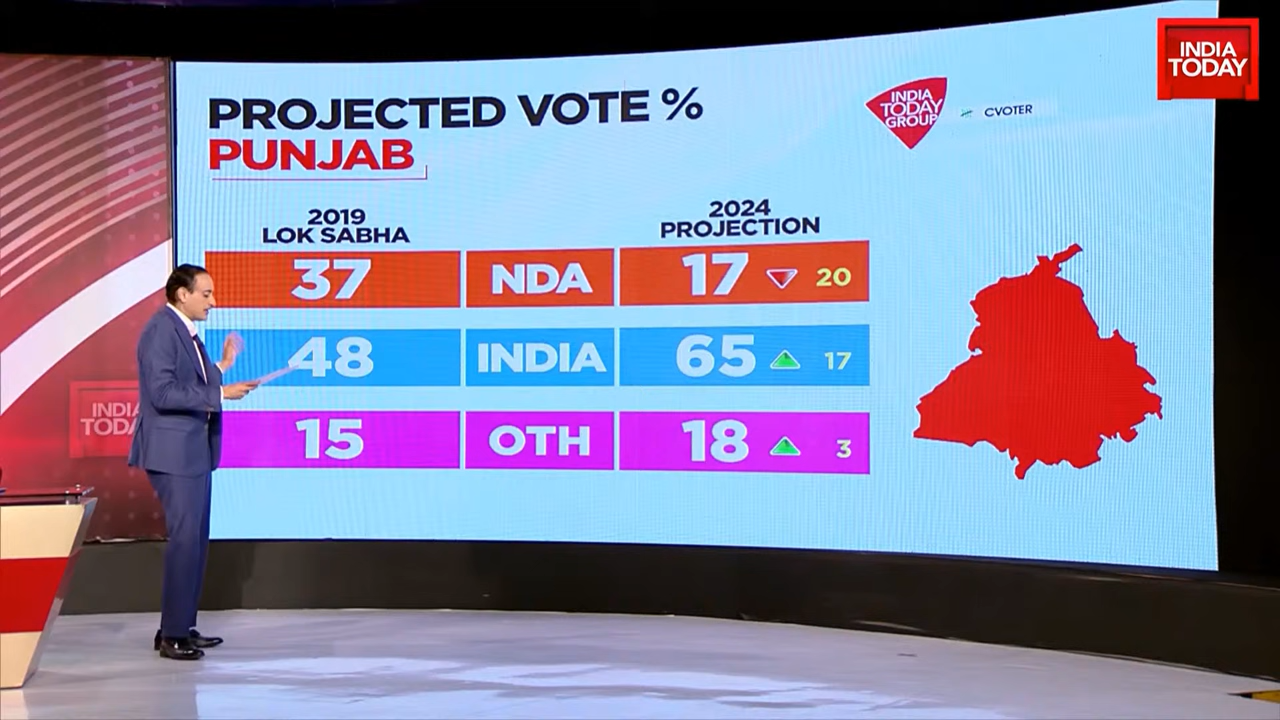 INDIA
TODAY
PROJECTED VOTE %
PUNJAB
INDIA
TODAY
GROUP
CVOTER
2019
LOK SABHA
2024
PROJECTION
37
NDA
17
20
48
INDIA
65
17
15
OTH
18
3
INDIA
TODAY